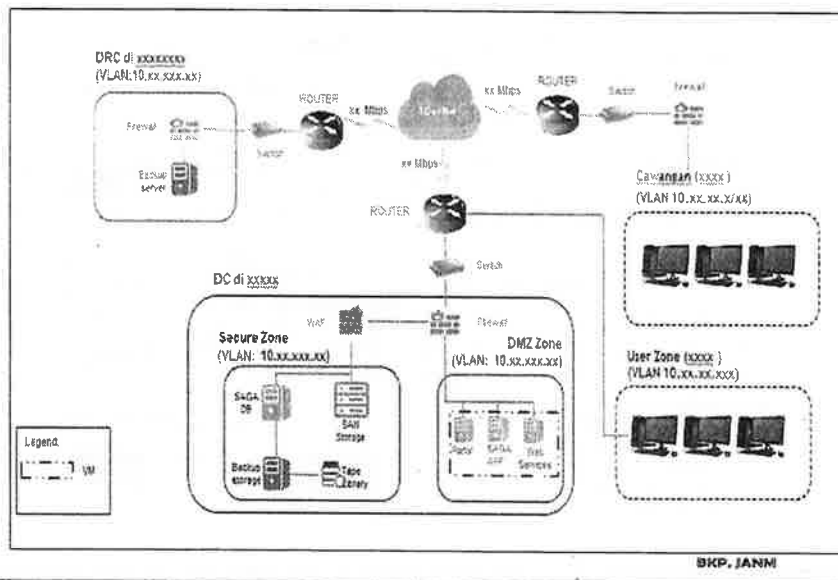 DRC di xxxxxxxx
(VLAN:10.xx.xxx.xx)
Firewall
Switch
ROUTER
xx Mbps
Backup
server
xx Mbps
ROUTER
Switch
Firewall
xx Mbps
Cawangan (xxxx )
(VLAN 10.xx.xx.x/xx)
ROUTER
Switch
DC di xxxxx
WAF
Firewall
Secure Zone
(VLAN: 10.xx.xxx.xx)
DMZ Zone
(VLAN: 10.xx.xxx.xx)
User Zone (xxxx )
(VLAN 10.xx.xx.xxx)
SAGA
DB
SAN
Storage
Portal
SAGA
APP
Web
Services
Backup
storage
Tape
Library
Legend:
VM
BKP, JANM